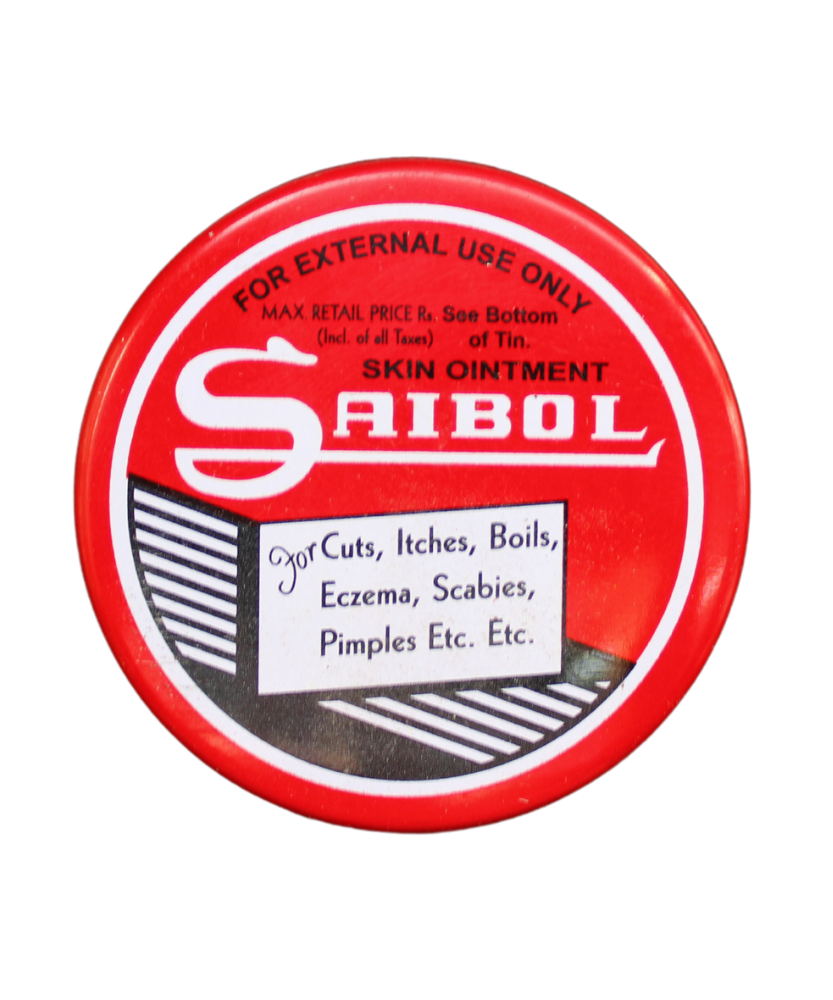 FOR EXTERNAL USE ONLY
MAX. RETAIL PRICE Rs. See Bottom
(Incl. of all Taxes) of Tin.
SKIN OINTMENT
SAIBOL
For Cuts, Itches, Boils,
Eczema, Scabies,
Pimples Etc. Etc.